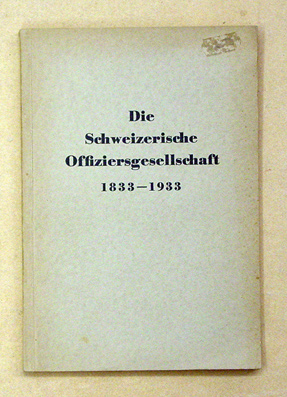 Die
Schweizerische
Offiziersgesellschaft
1833–1933